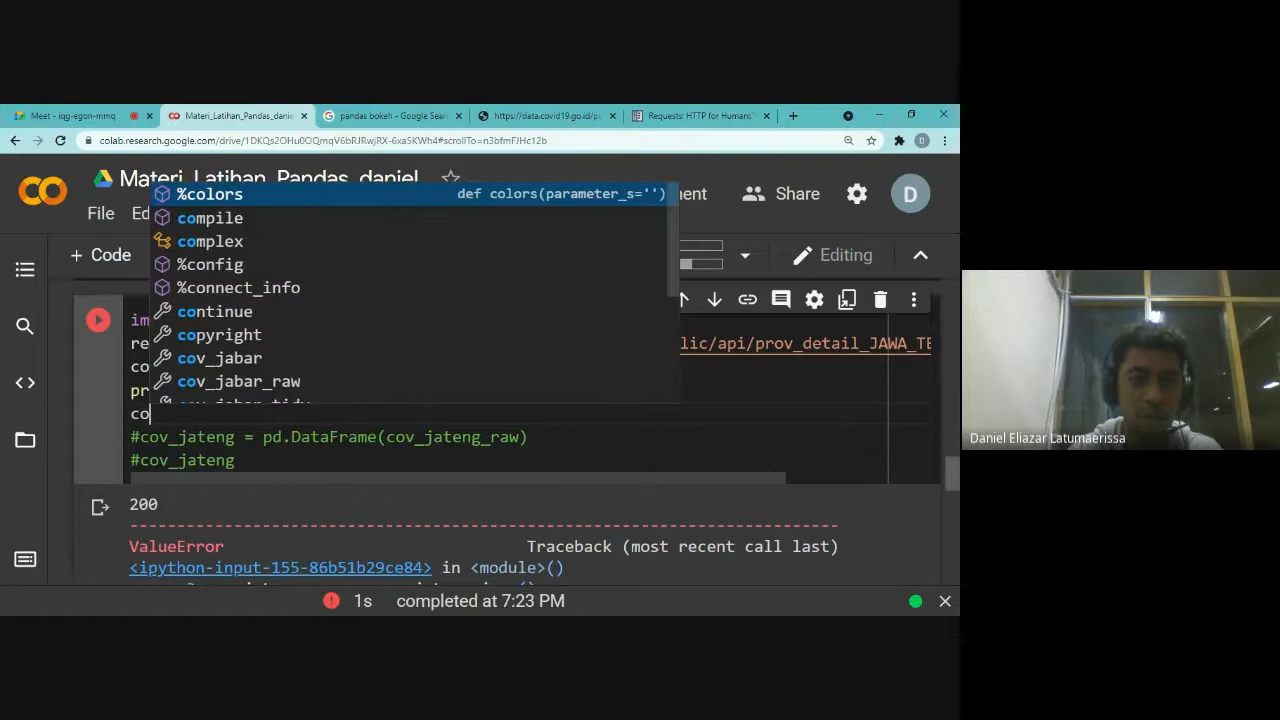 Meet - iqg-egon-mmq
Materi_Latihan_Pandas_danie
pandas bokeh - Google Sear
https://data.covid19.go.id/pu
Requests: HTTP for Humans™
colab.research.google.com/drive/1DKQs2OHu0OQmqV6bRJRwjRX-6xa5KWh4#scrollTo=n3bfmFJHc12b
D
Materi_Latihan_Pandas_daniel
File
Ed
ment
Share
D
+ Code
Editing
%colors def colors(parameter_s='')
compile
complex
%config
%connect_info
continue
copyright
cov_jabar
cov_jabar_raw
cov_jabar_tidy
im
re
lic/api/prov_detail_JAWA_TE
co
pr
co
#cov_jateng = pd.DataFrame(cov_jateng_raw)
#cov_jateng
200
ValueError Traceback (most recent call last)
<ipython-input-155-86b51b29ce84> in <module>()
1s completed at 7:23 PM
Daniel Eliazar Latumaerissa